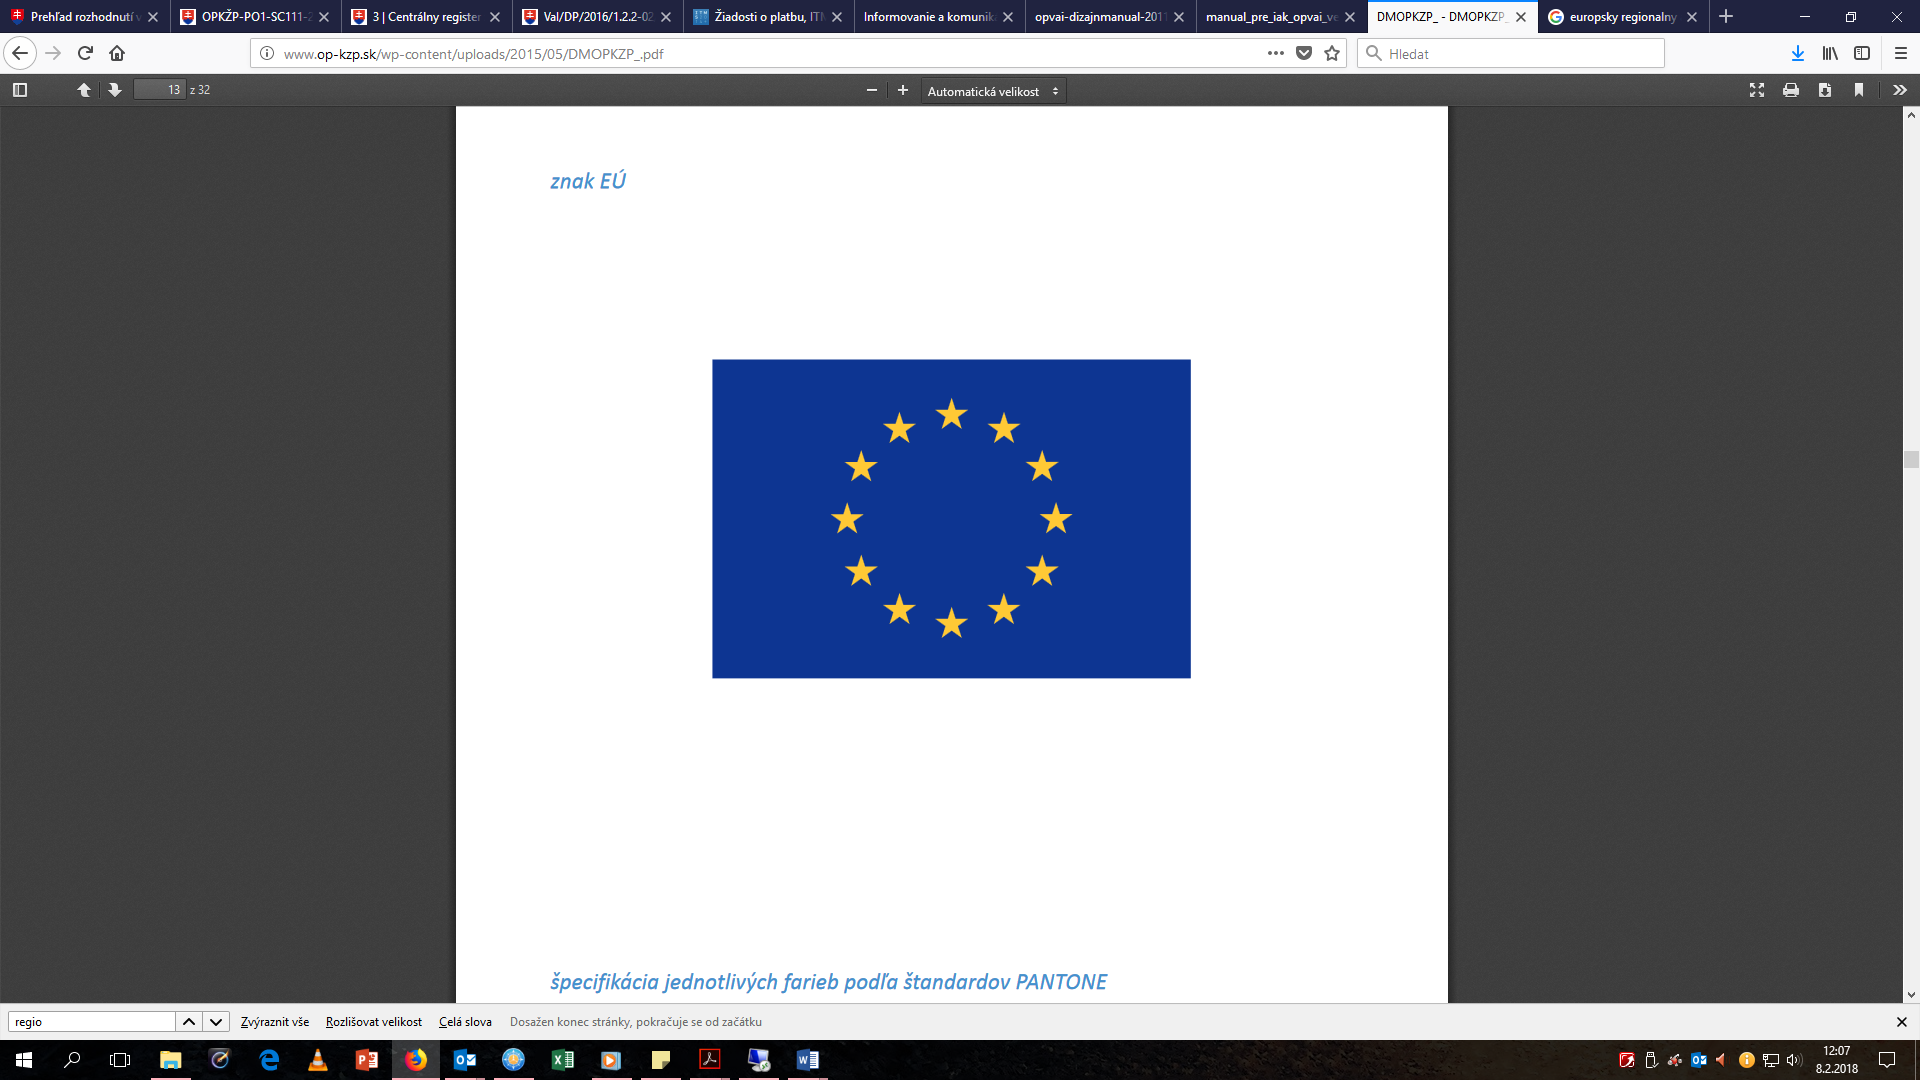 Prehľad rozhodnutí v
OPKŽP-PO1-SC111-2
3 | Centrálny register
Val/DP/2016/1.2.2-02
Žiadosti o platbu, ITM
Informovanie a komunik
opvai-dizajnmanual-201
manual_pre_iak_opvai_ve
DMOPKZP_ - DMOPKZP_
europsky regionalny
www.op-kzp.sk/wp-content/uploads/2015/05/DMOPKZP_.pdf
Hledat
13 z 32
Automatická velikost
znak EÚ
špecifikácia jednotlivých farieb podľa štandardov PANTONE
regio
Zvýraznit vše
Rozlišovat velikost
Celá slova
Dosažen konec stránky, pokračuje se od začátku
12:07
8.2.2018